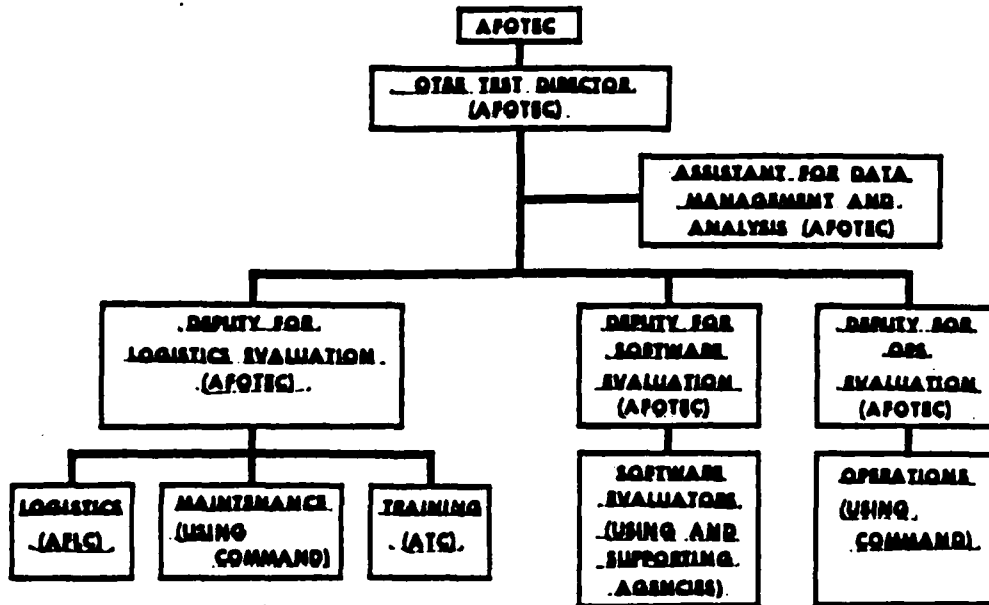 AFOTEC
OT&E TEST DIRECTOR
(AFOTEC)
ASSISTANT FOR DATA
MANAGEMENT AND
ANALYSIS (AFOTEC)
DEPUTY FOR
LOGISTICS EVALUATION
(AFOTEC)
DEPUTY FOR
SOFTWARE
EVALUATION
(AFOTEC)
DEPUTY FOR
OPS
EVALUATION
(AFOTEC)
LOGISTICS
(AFLC)
MAINTENANCE
(USING
COMMAND)
TRAINING
(ATC)
SOFTWARE
EVALUATORS
(USING AND
SUPPORTING
AGENCIES)
OPERATIONS
(USING
COMMAND)